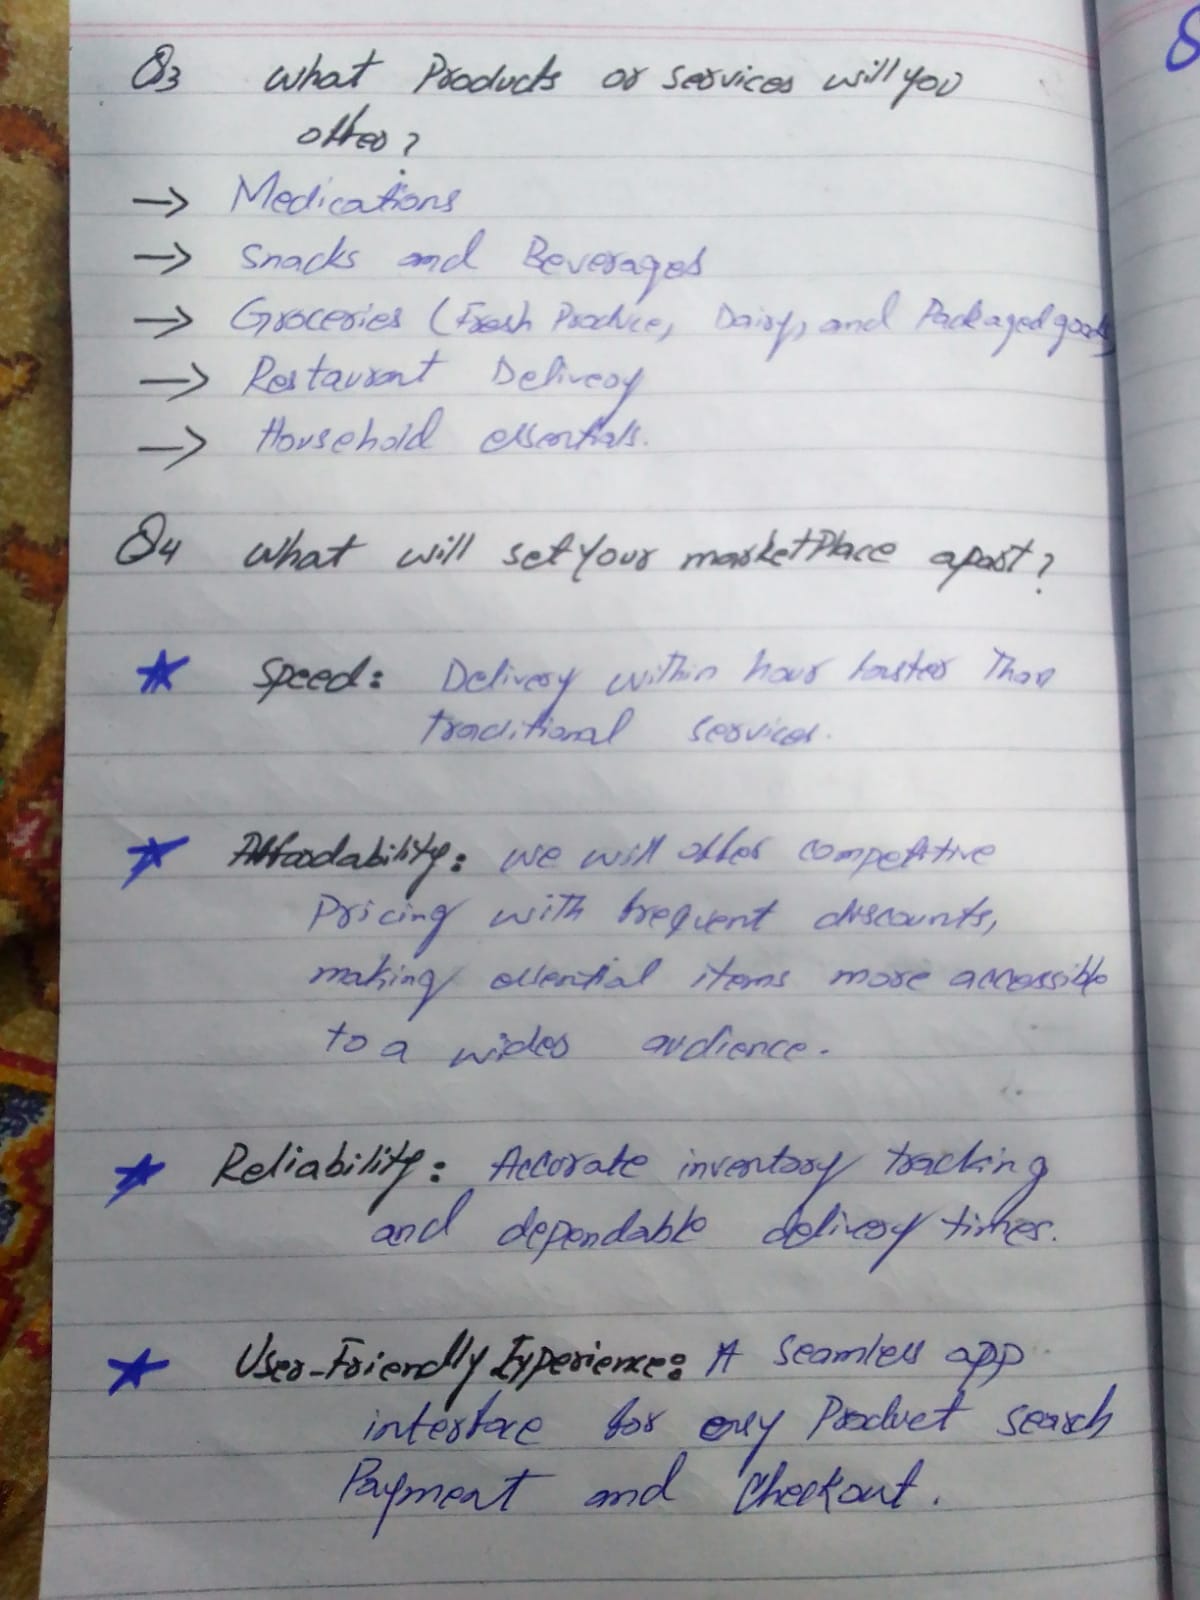 Q3 What Products or services will you
offer?
→ Medications
→ Snacks and Beverages
→ Groceries (Fresh Produce, Dairy, and Packaged goods)
→ Restaurant Delivery
→ Household essentials.
Q4 What will set your marketPlace apart?
★ Speed: Delivery within hour faster Than
traditional services.
★ Affordability: we will offer competitive
Pricing with frequent discounts,
making essential items more accessible
to a wider audience.
★ Reliability: Accurate inventory tracking
and dependable delivery times.
★ User-Friendly Experience: A seamless app
interface for easy Product search
Payment and Checkout.